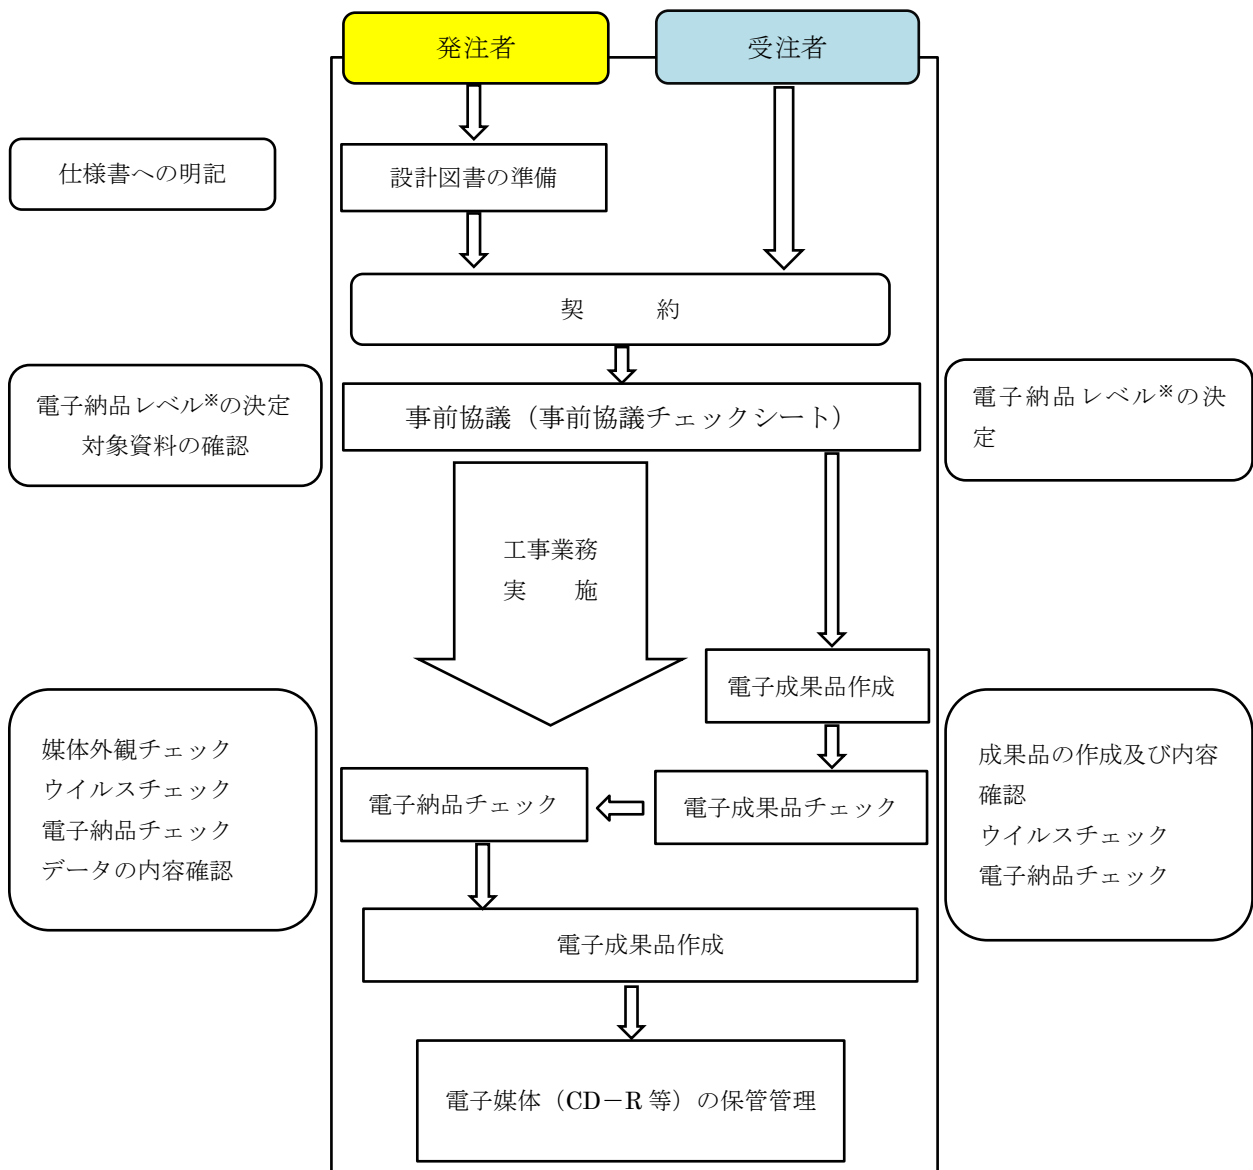 発注者
受注者
仕様書への明記
設計図書の準備
契　　　約
電子納品レベル※の決定
対象資料の確認
事前協議（事前協議チェックシート）
電子納品レベル※の決
定
工事業務
実　　施
電子成果品作成
媒体外観チェック
ウイルスチェック
電子納品チェック
データの内容確認
電子納品チェック
電子成果品チェック
成果品の作成及び内容
確認
ウイルスチェック
電子納品チェック
電子成果品作成
電子媒体（CD－R 等）の保管管理